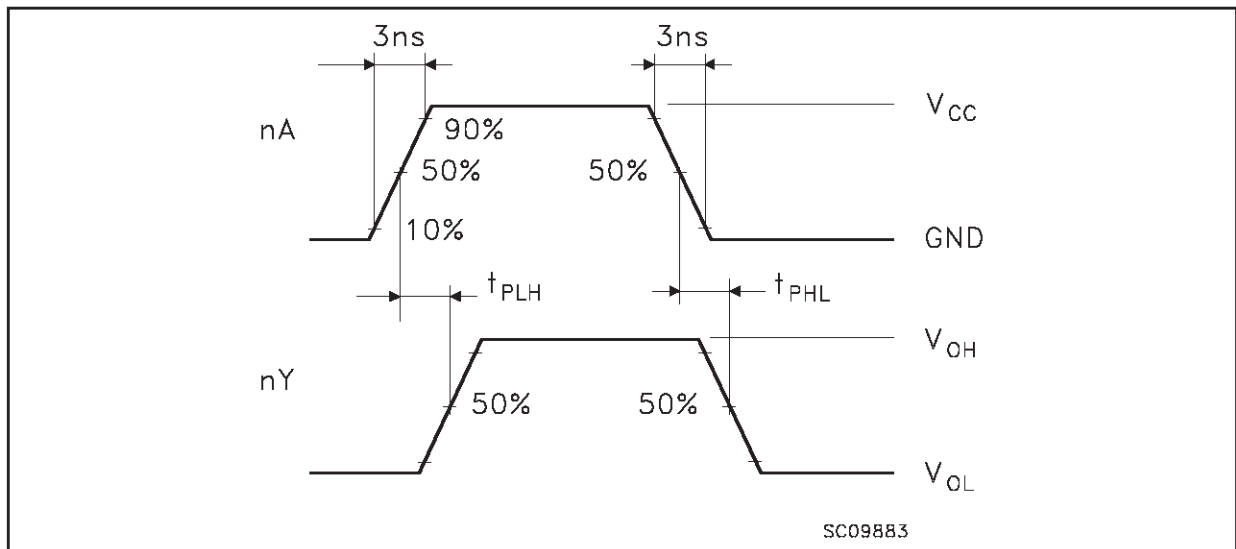 3ns 3ns
nA
V_CC
90%
50% 50%
10%
GND
t_PLH t_PHL
V_OH
nY
50% 50%
V_OL
SC09883